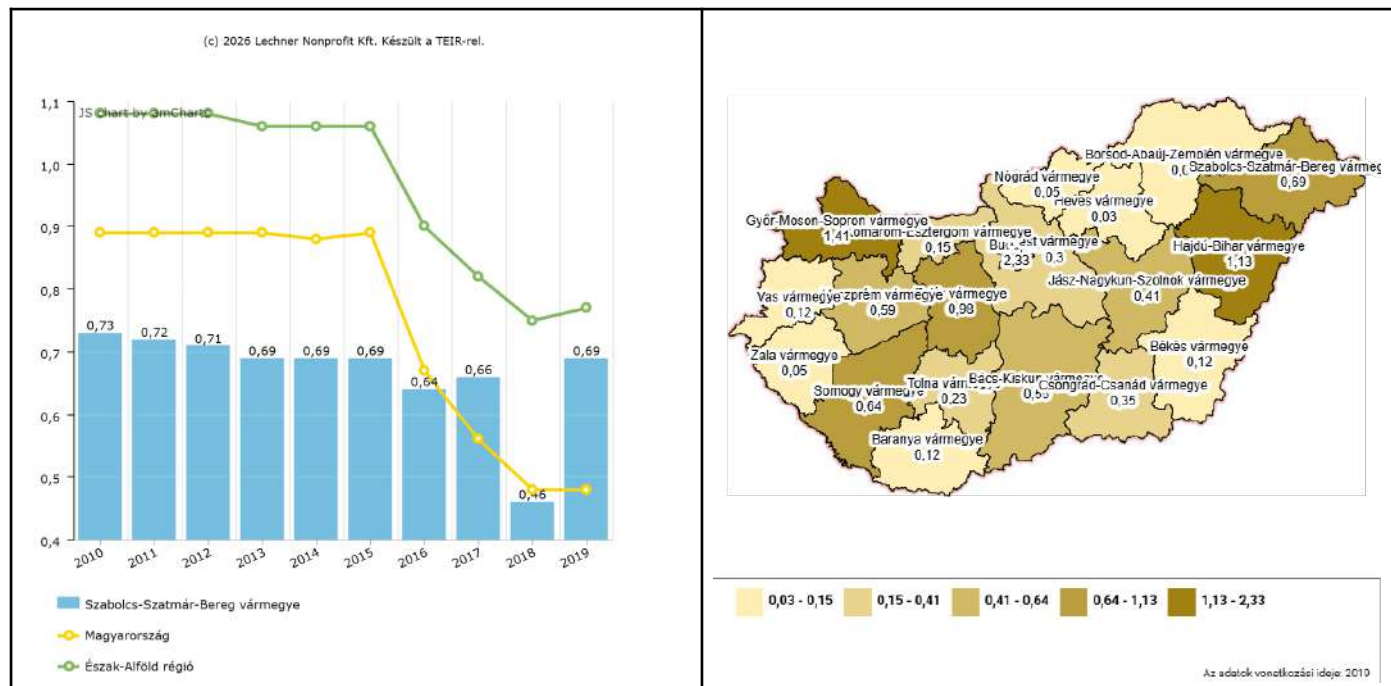 (c) 2026 Lechner Nonprofit Kft. Készült a TEIR-rel.
JS chart by amCharts
1,1
1,0
0,9
0,8
0,7
0,6
0,5
0,4
0,73
0,72
0,71
0,69
0,69
0,69
0,64
0,66
0,46
0,69
2010
2011
2012
2013
2014
2015
2016
2017
2018
2019
Szabolcs-Szatmár-Bereg vármegye
Magyarország
Észak-Alföld régió
Borsod-Abaúj-Zemplén vármegye
Szabolcs-Szatmár-Bereg vármeg
0,69
Nógrád vármegye
0,05
Heves vármegye
0,03
Győr-Moson-Sopron vármegye
1,41
omárom-Esztergom vármegye
0,15
2,33
0,3
Hajdú-Bihar vármegye
1,13
Jász-Nagykun-Szolnok vármegye
0,41
Vas vármegye
0,12
vármegye
0,59
vármegye
0,98
Békés vármegye
0,12
Zala vármegye
0,05
Somogy vármegye
0,64
Tolna
0,23
Bács-Kiskun
Csongrád-Csanád vármegye
0,35
Baranya vármegye
0,12
0,03 - 0,15
0,15 - 0,41
0,41 - 0,64
0,64 - 1,13
1,13 - 2,33
Az adatok vonatkozási ideje: 2019